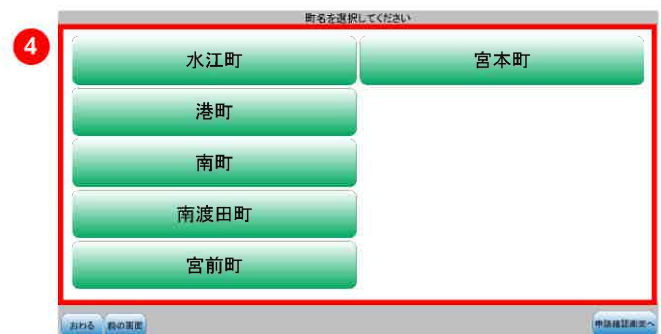 町名を選択してください
4
水江町 宮本町
港町
南町
南渡田町
宮前町
おわる 前の画面 申請確認画面へ